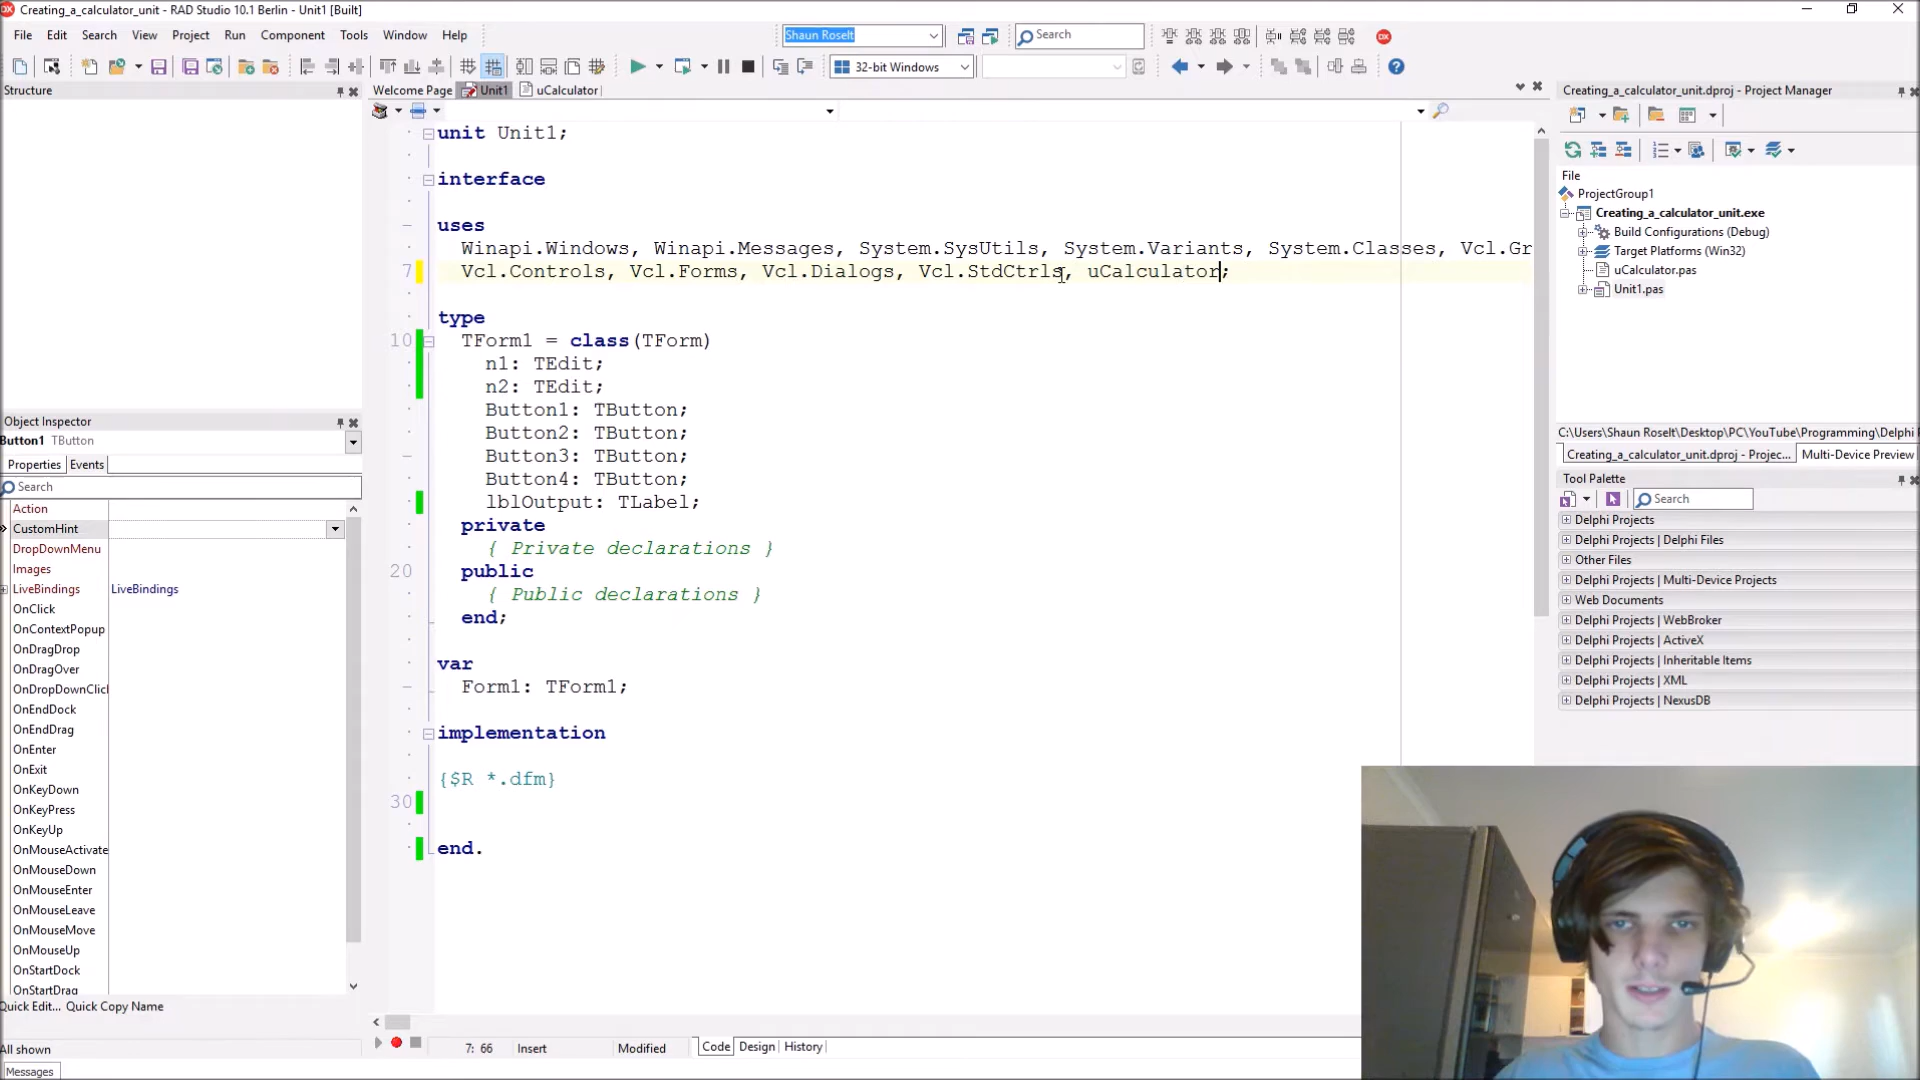 Creating_a_calculator_unit - RAD Studio 10.1 Berlin - Unit1 [Built]
File Edit Search View Project Run Component Tools Window Help
Shaun Roselt
Search
32-bit Windows
Structure
Welcome Page Unit1 uCalculator
Creating_a_calculator_unit.dproj - Project Manager
unit Unit1;
interface
uses
Winapi.Windows, Winapi.Messages, System.SysUtils, System.Variants, System.Classes, Vcl.Gr
7 Vcl.Controls, Vcl.Forms, Vcl.Dialogs, Vcl.StdCtrls, uCalculator;
type
10 TForm1 = class(TForm)
n1: TEdit;
n2: TEdit;
Button1: TButton;
Button2: TButton;
Button3: TButton;
Button4: TButton;
lblOutput: TLabel;
private
{ Private declarations }
20 public
{ Public declarations }
end;
var
Form1: TForm1;
implementation
{$R *.dfm}
30
end.
File
ProjectGroup1
Creating_a_calculator_unit.exe
Build Configurations (Debug)
Target Platforms (Win32)
uCalculator.pas
Unit1.pas
C:\Users\Shaun Roselt\Desktop\PC\YouTube\Programming\Delphi
Creating_a_calculator_unit.dproj - Projec... Multi-Device Preview
Tool Palette
Search
Delphi Projects
Delphi Projects | Delphi Files
Other Files
Delphi Projects | Multi-Device Projects
Web Documents
Delphi Projects | WebBroker
Delphi Projects | ActiveX
Delphi Projects | Inheritable Items
Delphi Projects | XML
Delphi Projects | NexusDB
Object Inspector
Button1 TButton
Properties Events
Search
Action
CustomHint
DropDownMenu
Images
LiveBindings LiveBindings
OnClick
OnContextPopup
OnDragDrop
OnDragOver
OnDropDownClic
OnEndDock
OnEndDrag
OnEnter
OnExit
OnKeyDown
OnKeyPress
OnKeyUp
OnMouseActivate
OnMouseDown
OnMouseEnter
OnMouseLeave
OnMouseMove
OnMouseUp
OnStartDock
OnStartDrag
Quick Edit... Quick Copy Name
All shown
7: 66 Insert Modified Code Design History
Messages